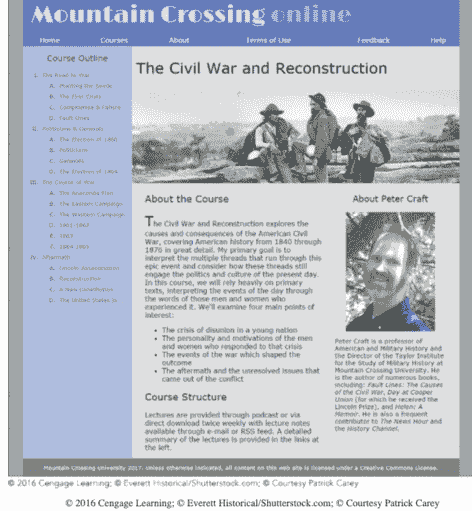 Mountain Crossing online
Home Courses About Terms of Use Feedback Help
Course Outline
I. The Road to War
A. Planting the Seeds
B. The First Crisis
C. Compromise & Failure
D. Fault Lines
II. Politicians & Generals
A. The Election of 1860
B. Politicians
C. Generals
D. The Election of 1864
III. The Course of War
A. The Anaconda Plan
B. The Eastern Campaign
C. The Western Campaign
D. 1861-1862
E. 1863
F. 1864-1865
IV. Aftermath
A. Lincoln Assassination
B. Reconstruction
C. A New Constitution
D. The United States is
The Civil War and Reconstruction
About the Course
The Civil War and Reconstruction explores the
causes and consequences of the American Civil
War, covering American history from 1840 through
1876 in great detail. My primary goal is to
interpret the multiple threads that run through this
epic event and consider how these threads still
engage the politics and culture of the present day.
In this course, we will rely heavily on primary
texts, interpreting the events of the day through
the words of those men and women who
experienced it. We'll examine four main points of
interest:
• The crisis of disunion in a young nation
• The personality and motivations of the men
and women who responded to that crisis
• The events of the war which shaped the
outcome
• The aftermath and the unresolved issues that
came out of the conflict
Course Structure
Lectures are provided through podcast or via
direct download twice weekly with lecture notes
available through e-mail or RSS feed. A detailed
summary of the lectures is provided in the links at
the left.
About Peter Craft
Peter Craft is a professor of
American and Military History and
the Director of the Taylor Institute
for the Study of Military History at
Mountain Crossing University. He
is the author of numerous books,
including: Fault Lines: The Causes
of the Civil War, Day at Cooper
Union (for which he received the
Lincoln Prize), and Helen: A
Memoir. He is also a frequent
contributor to The News Hour and
the History Channel.
Mountain Crossing University 2017. Unless otherwise indicated, all content on this web site is licensed under a Creative Commons License.
© 2016 Cengage Learning; © Everett Historical/Shutterstock.com; © Courtesy Patrick Carey
© 2016 Cengage Learning; © Everett Historical/Shutterstock.com; © Courtesy Patrick Carey